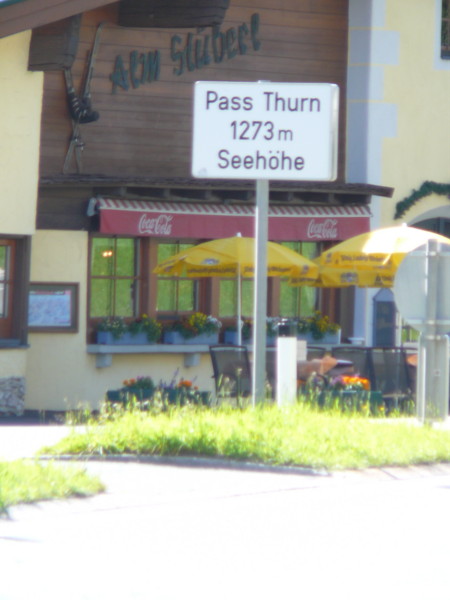 Alm Stüberl
Pass Thurn
1273 m
Seehöhe
Coca-Cola
Coca-Cola